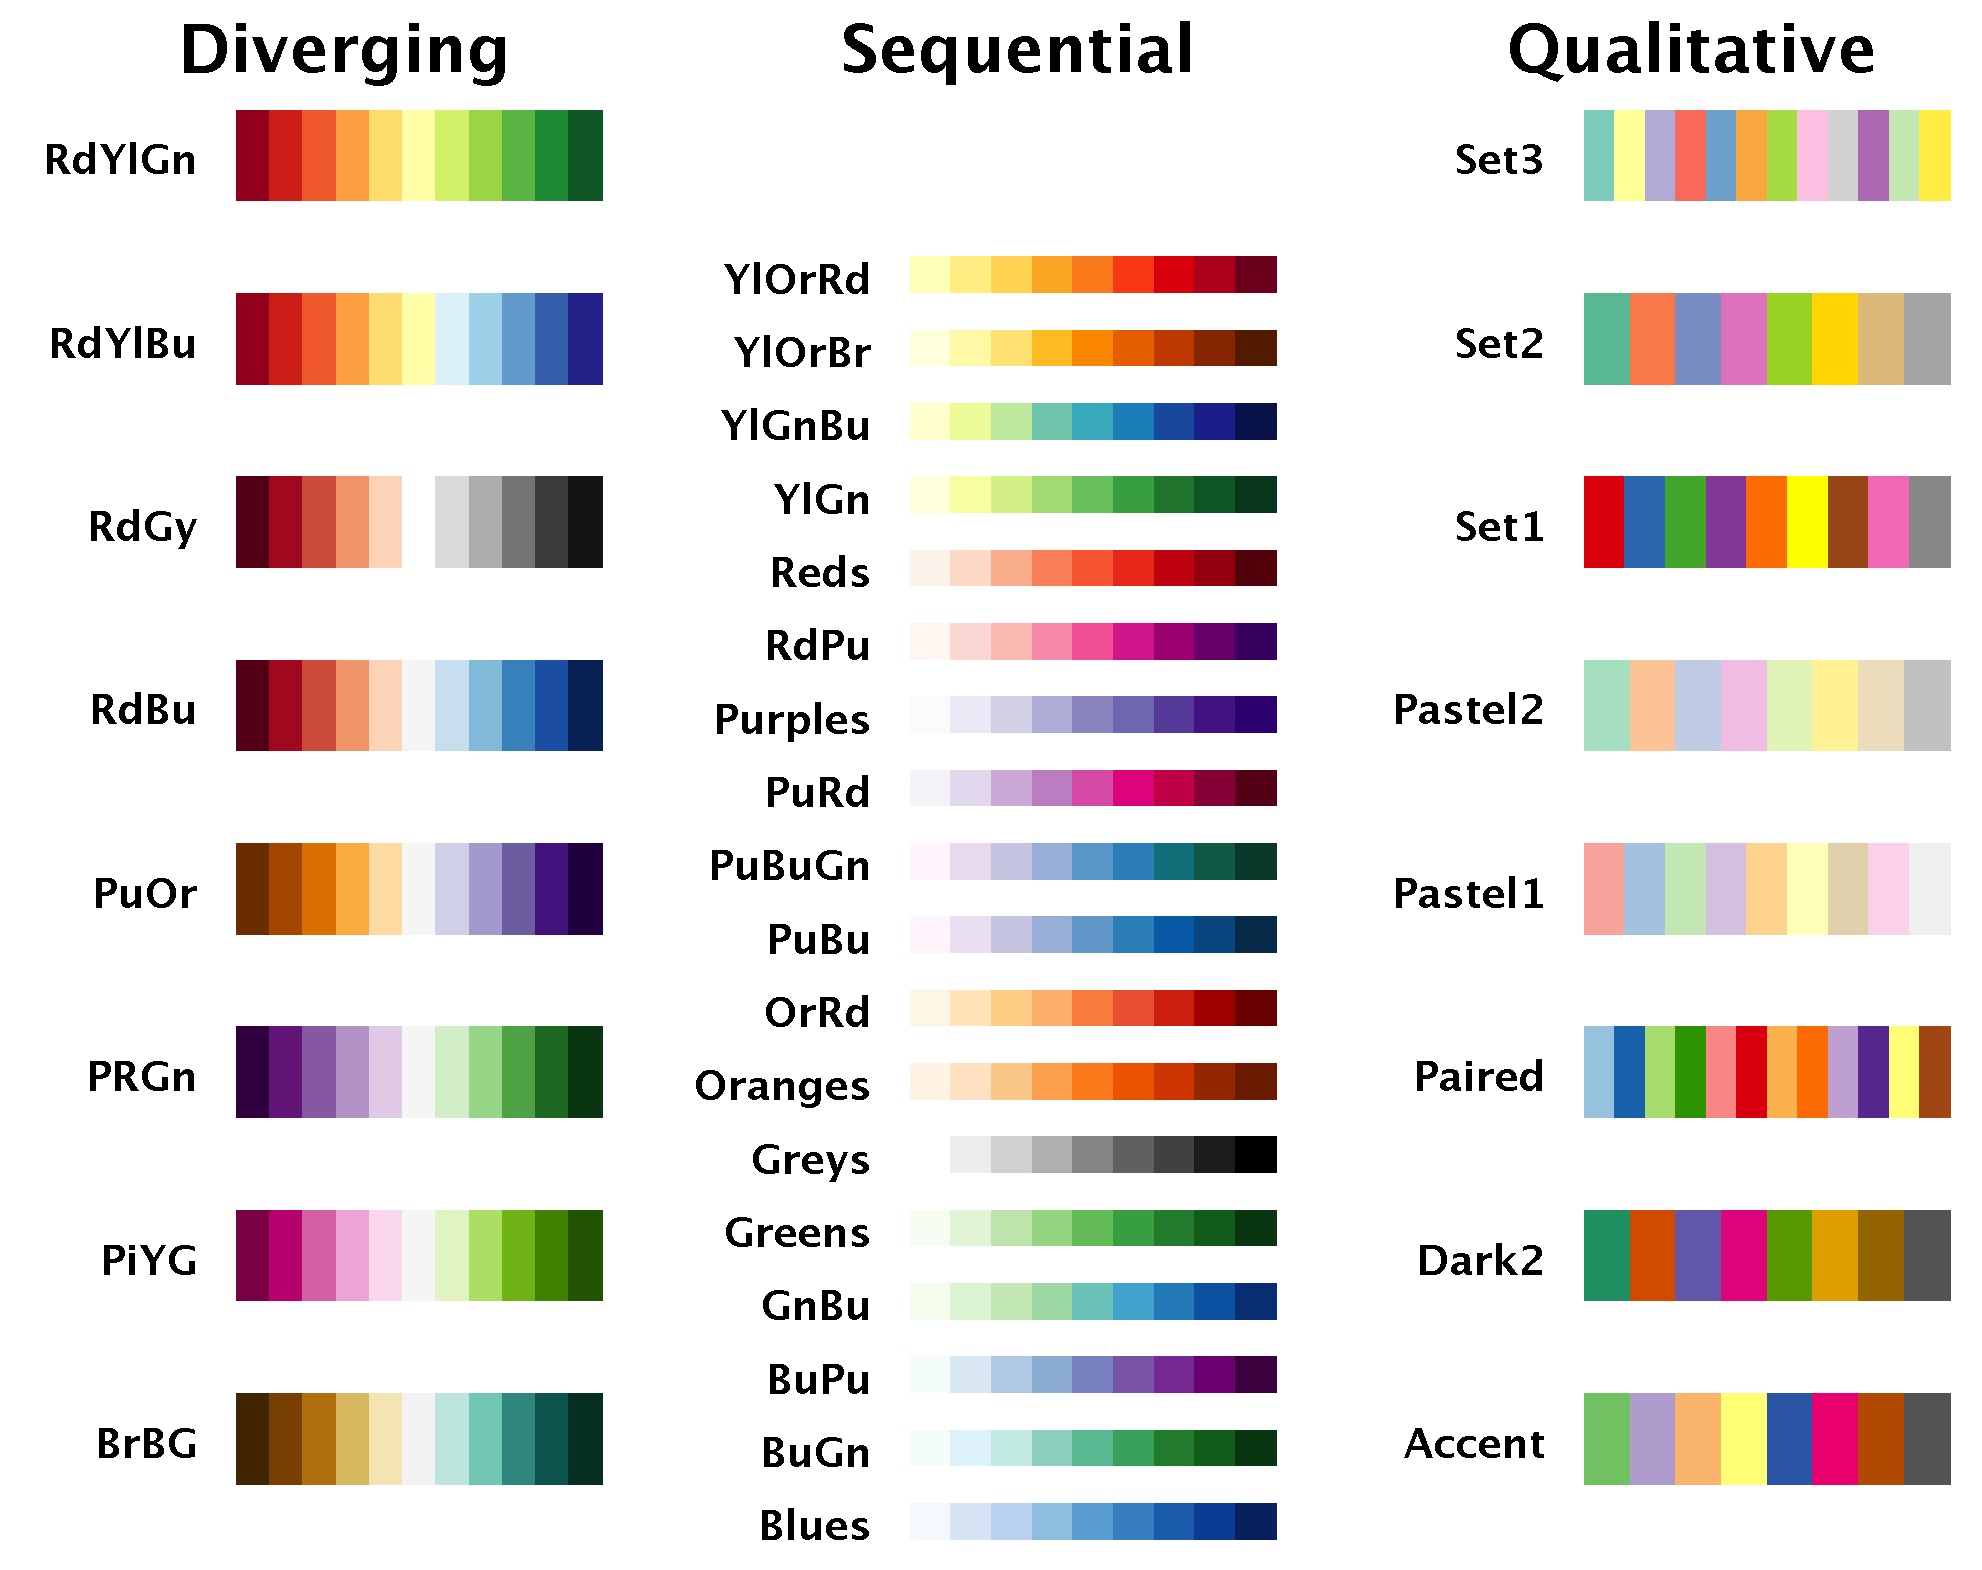 Diverging
RdYlGn
RdYlBu
RdGy
RdBu
PuOr
PRGn
PiYG
BrBG
Sequential
YlOrRd
YlOrBr
YlGnBu
YlGn
Reds
RdPu
Purples
PuRd
PuBuGn
PuBu
OrRd
Oranges
Greys
Greens
GnBu
BuPu
BuGn
Blues
Qualitative
Set3
Set2
Set1
Pastel2
Pastel1
Paired
Dark2
Accent